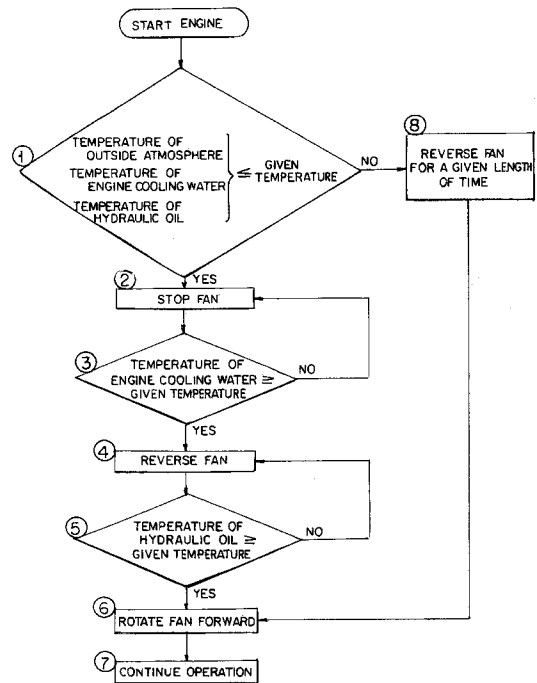 START ENGINE
①
TEMPERATURE OF
OUTSIDE ATMOSPHERE
TEMPERATURE OF
ENGINE COOLING WATER
TEMPERATURE OF
HYDRAULIC OIL
≦ GIVEN
TEMPERATURE
NO
⑧
REVERSE FAN
FOR A GIVEN LENGTH
OF TIME
YES
②
STOP FAN
③
TEMPERATURE OF
ENGINE COOLING WATER ≧
GIVEN TEMPERATURE
NO
YES
④
REVERSE FAN
⑤
TEMPERATURE OF
HYDRAULIC OIL ≧
GIVEN TEMPERATURE
NO
YES
⑥
ROTATE FAN FORWARD
⑦
CONTINUE OPERATION